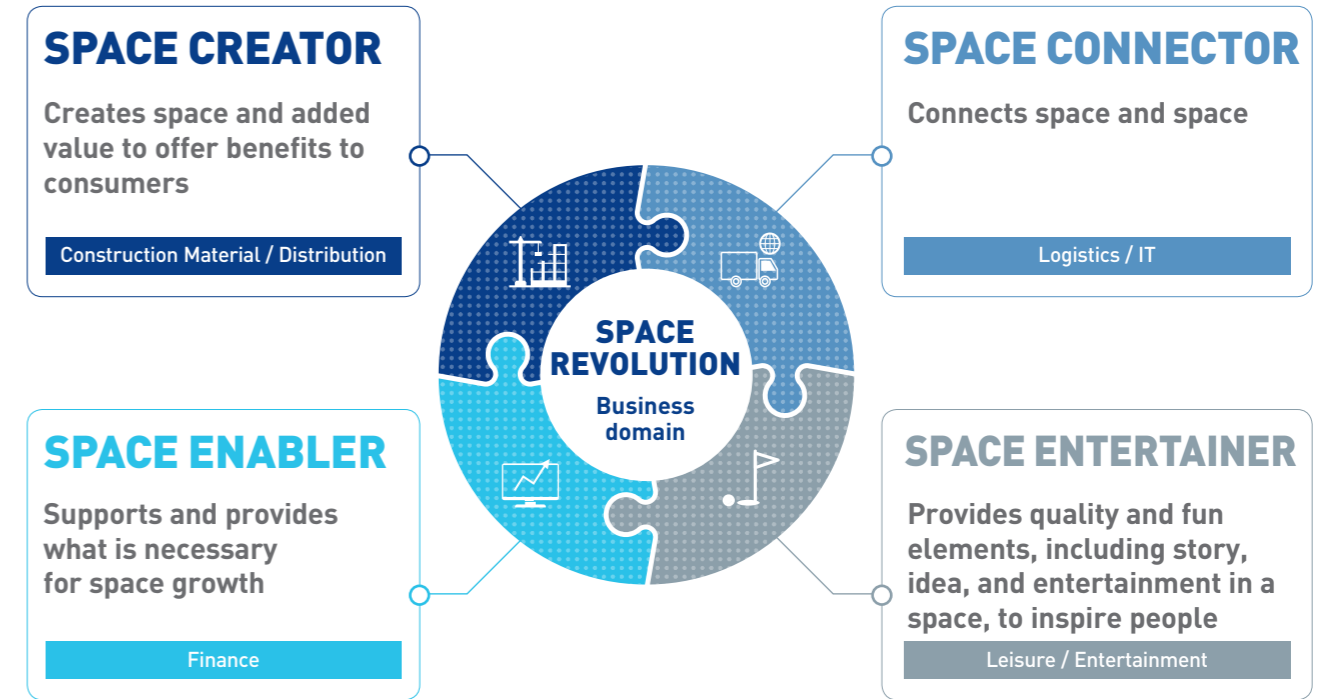 SPACE CREATOR
Creates space and added
value to offer benefits to
consumers
Construction Material / Distribution
SPACE CONNECTOR
Connects space and space
Logistics / IT
SPACE
REVOLUTION
Business
domain
SPACE ENABLER
Supports and provides
what is necessary
for space growth
Finance
SPACE ENTERTAINER
Provides quality and fun
elements, including story,
idea, and entertainment in a
space, to inspire people
Leisure / Entertainment